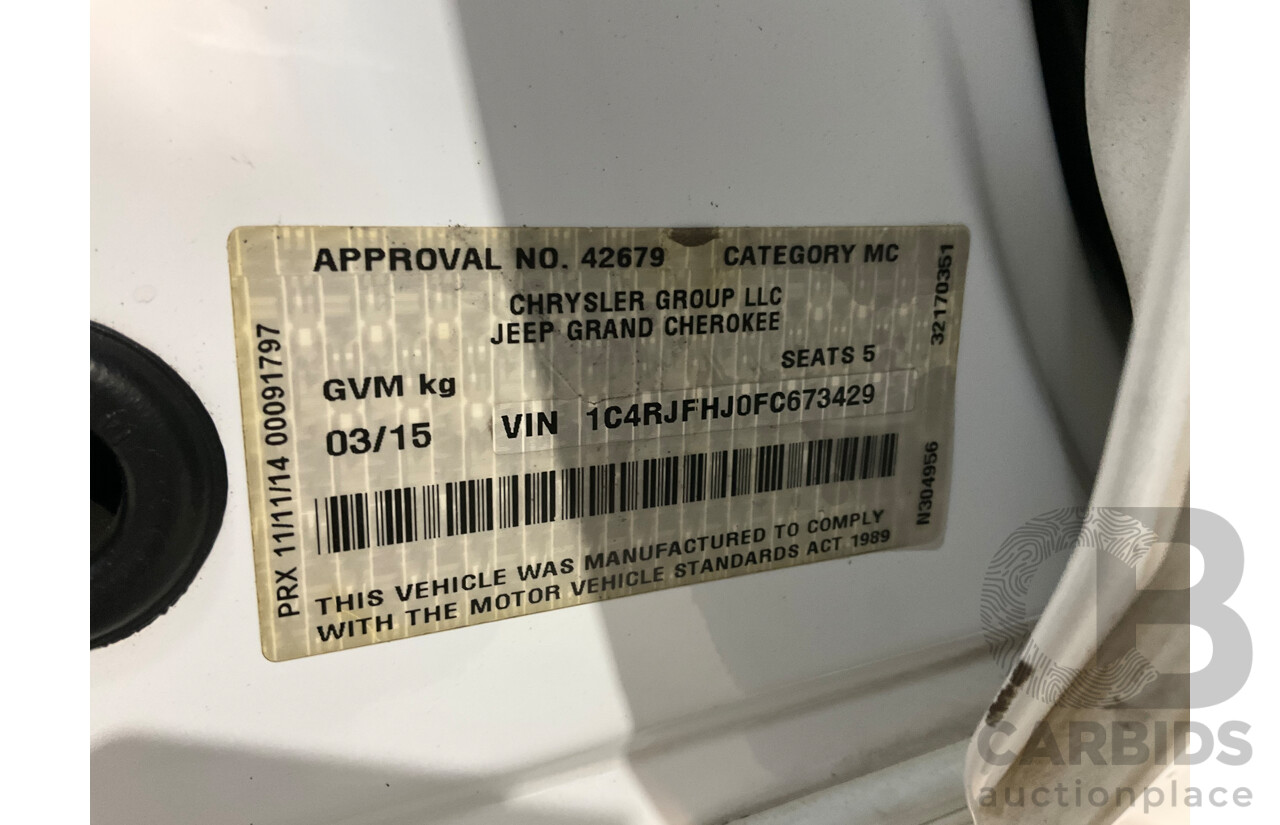 APPROVAL NO. 42679 CATEGORY MC
CHRYSLER GROUP LLC
JEEP GRAND CHEROKEE
SEATS 5
GVM kg
03/15
VIN 1C4RJFHJ0FC673429
THIS VEHICLE WAS MANUFACTURED TO COMPLY
WITH THE MOTOR VEHICLE STANDARDS ACT 1989
PRX 11/11/14 00091797
32170351
N304956
CB
CARBIDS
auctionplace